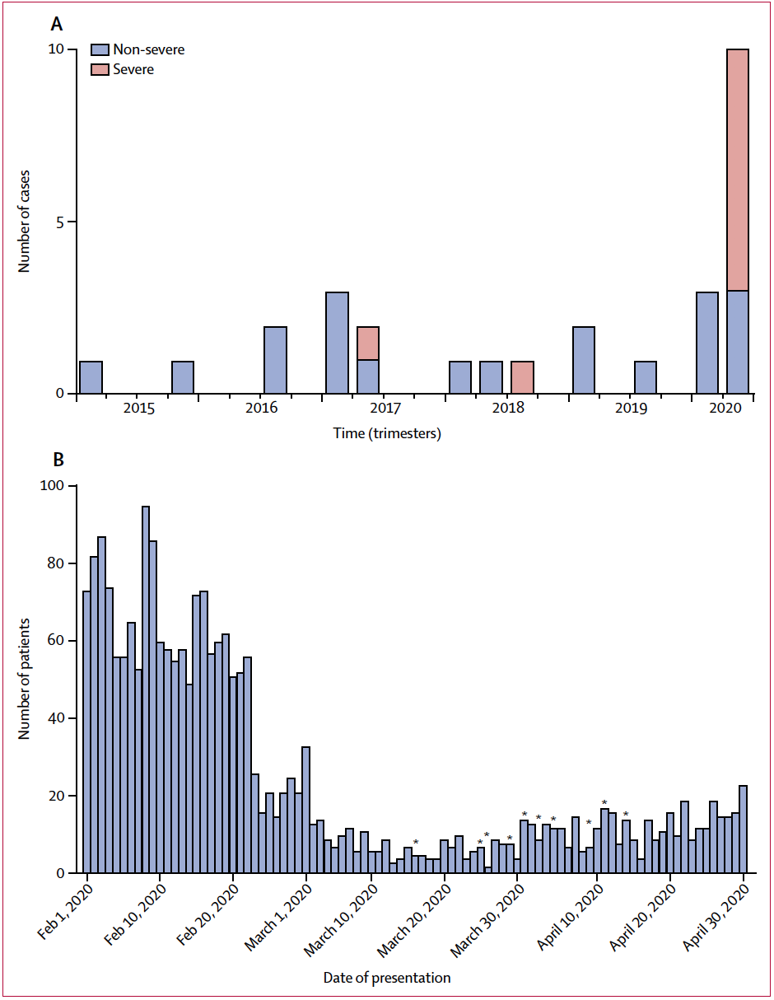 A
Non-severe
Severe
10
5
0
Number of cases
2015 2016 2017 2018 2019 2020
Time (trimesters)
B
100
80
60
40
20
0
Number of patients
* * * * * * * * * * *
Feb 1, 2020
Feb 10, 2020
Feb 20, 2020
March 1, 2020
March 10, 2020
March 20, 2020
March 30, 2020
April 10, 2020
April 20, 2020
April 30, 2020
Date of presentation